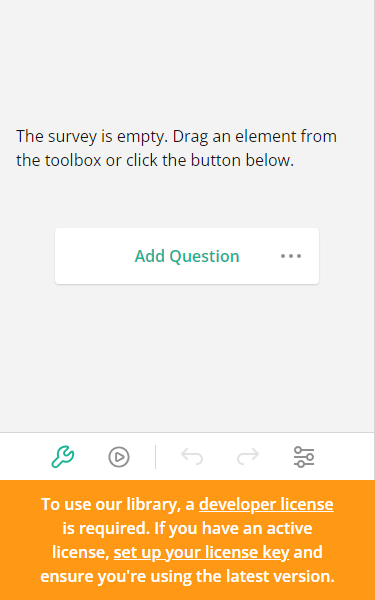 The survey is empty. Drag an element from
the toolbox or click the button below.
Add Question
To use our library, a developer license
is required. If you have an active
license, set up your license key and
ensure you're using the latest version.